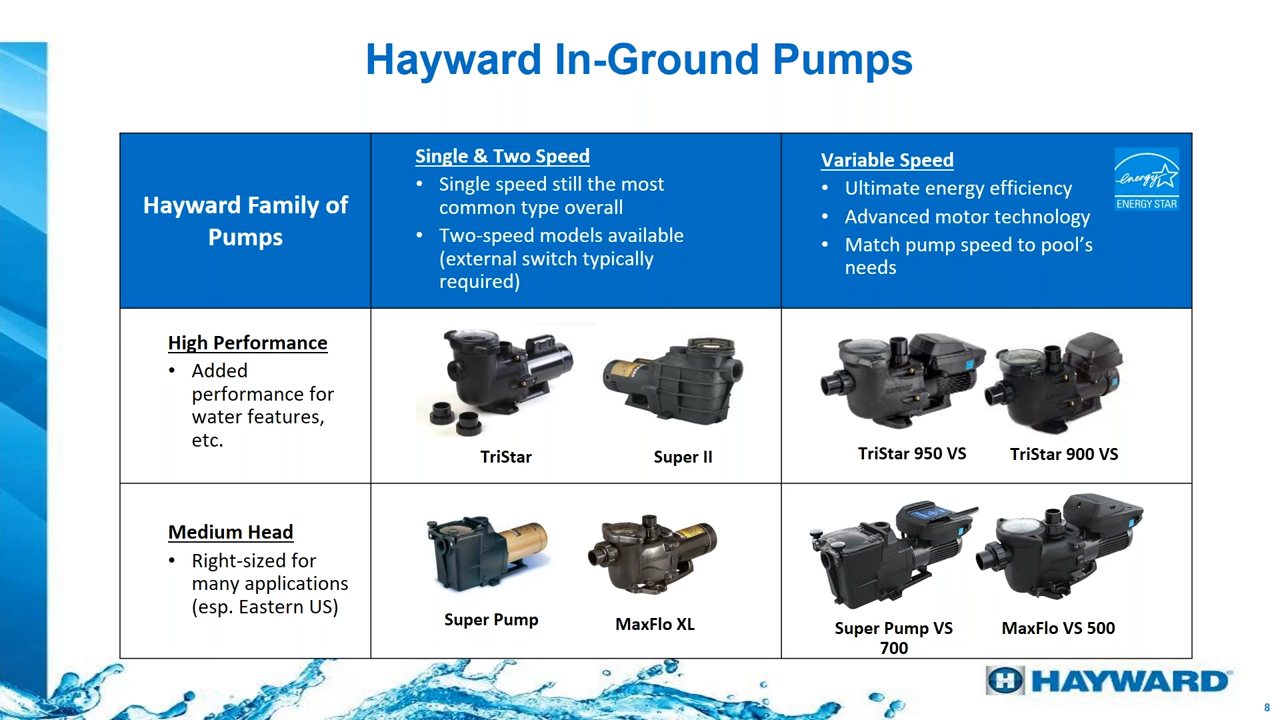 Hayward In-Ground Pumps
Hayward Family of
Pumps
Single & Two Speed
• Single speed still the most
common type overall
• Two-speed models available
(external switch typically
required)
Variable Speed
• Ultimate energy efficiency
• Advanced motor technology
• Match pump speed to pool's
needs
energy
ENERGY STAR
High Performance
• Added
performance for
water features,
etc.
TriStar
Super II
TriStar 950 VS
TriStar 900 VS
Medium Head
• Right-sized for
many applications
(esp. Eastern US)
Super Pump
MaxFlo XL
Super Pump VS
700
MaxFlo VS 500
HAYWARD®
8